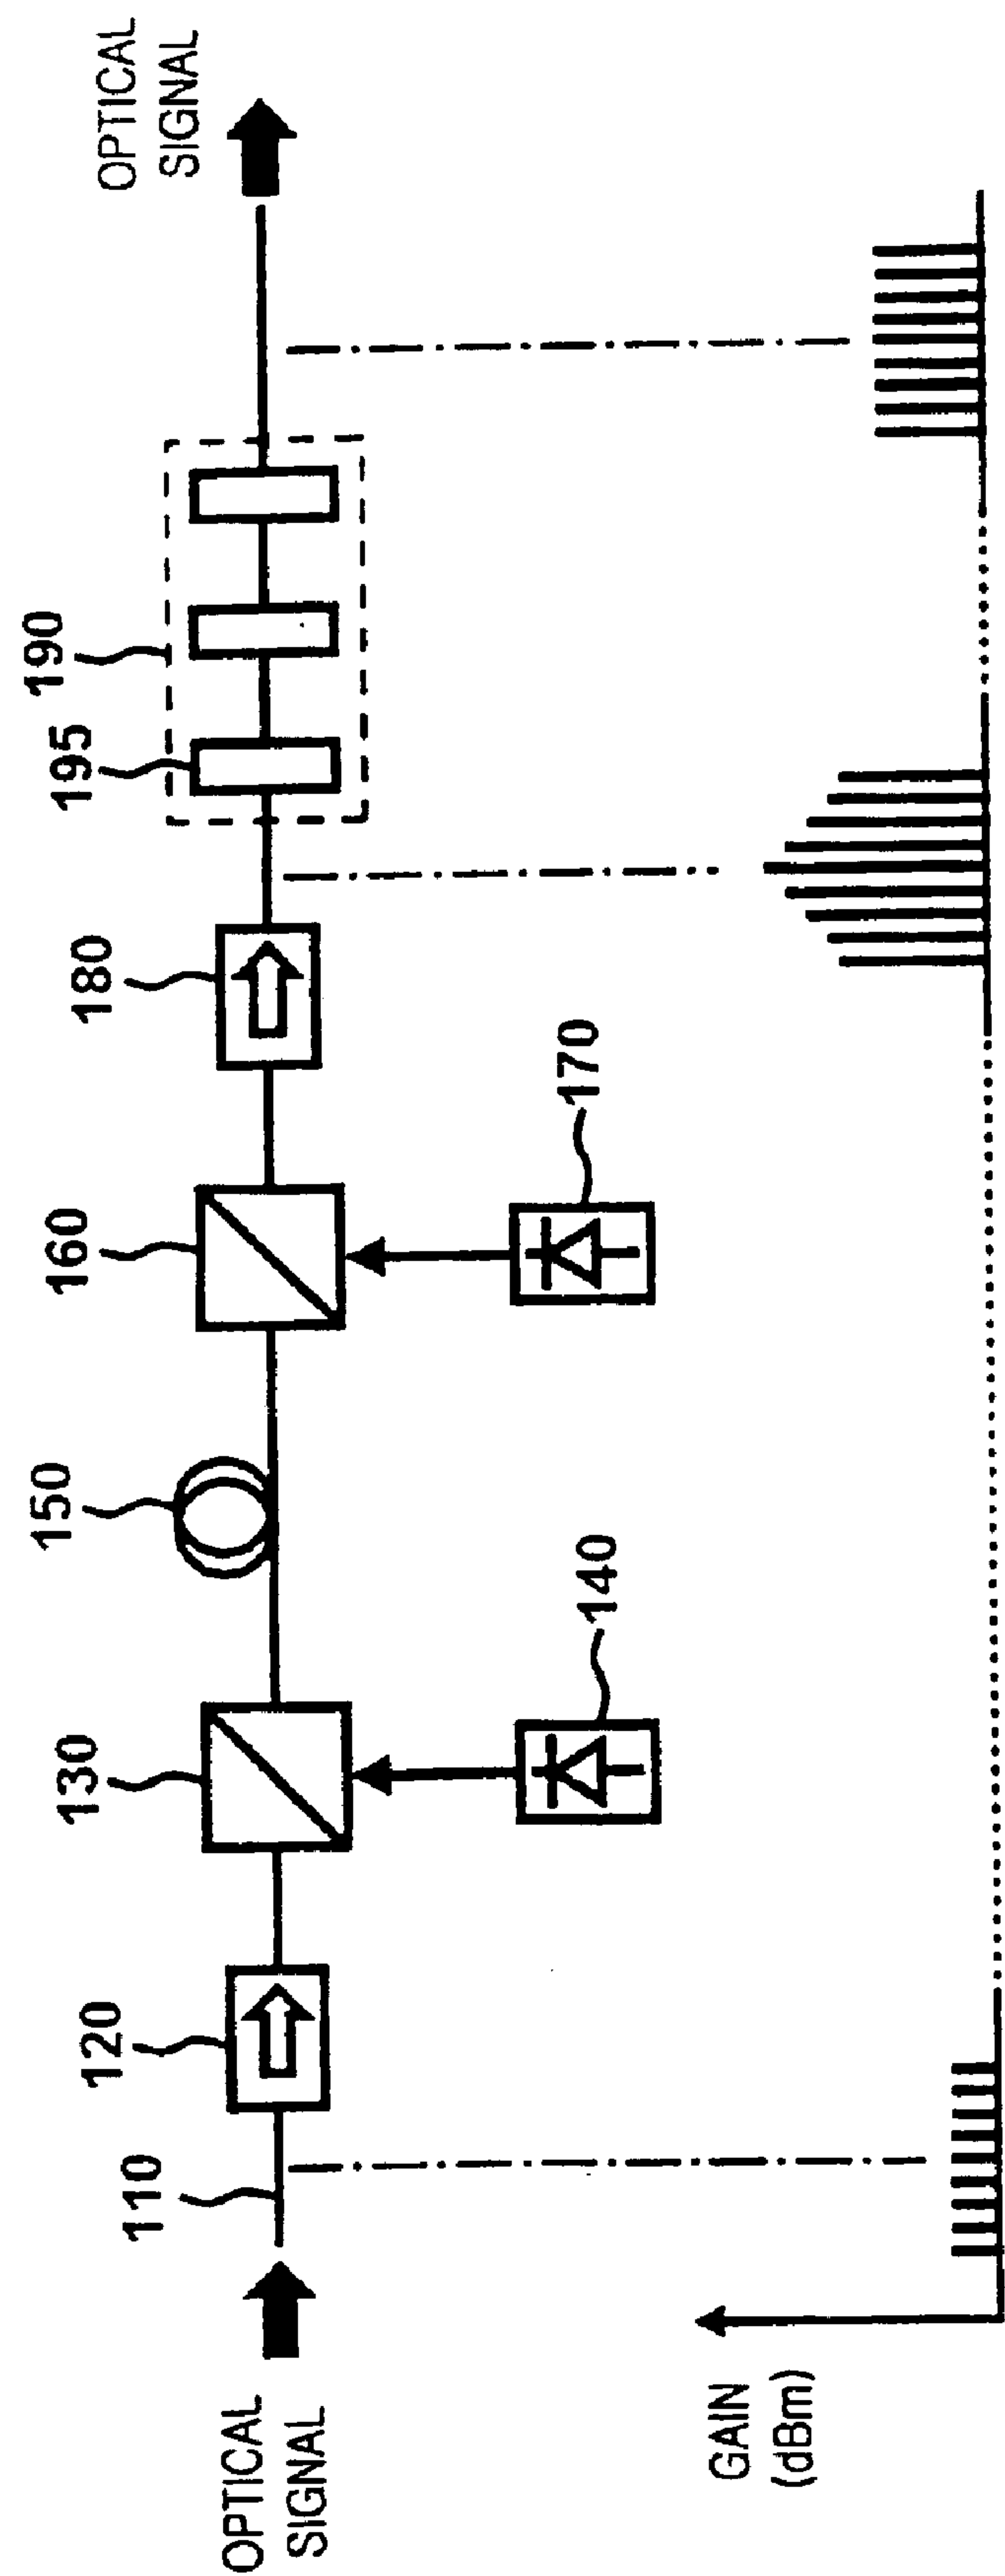 OPTICAL
SIGNAL
110
120
130
140
150
160
170
180
195
190
OPTICAL
SIGNAL
GAIN
(dBm)